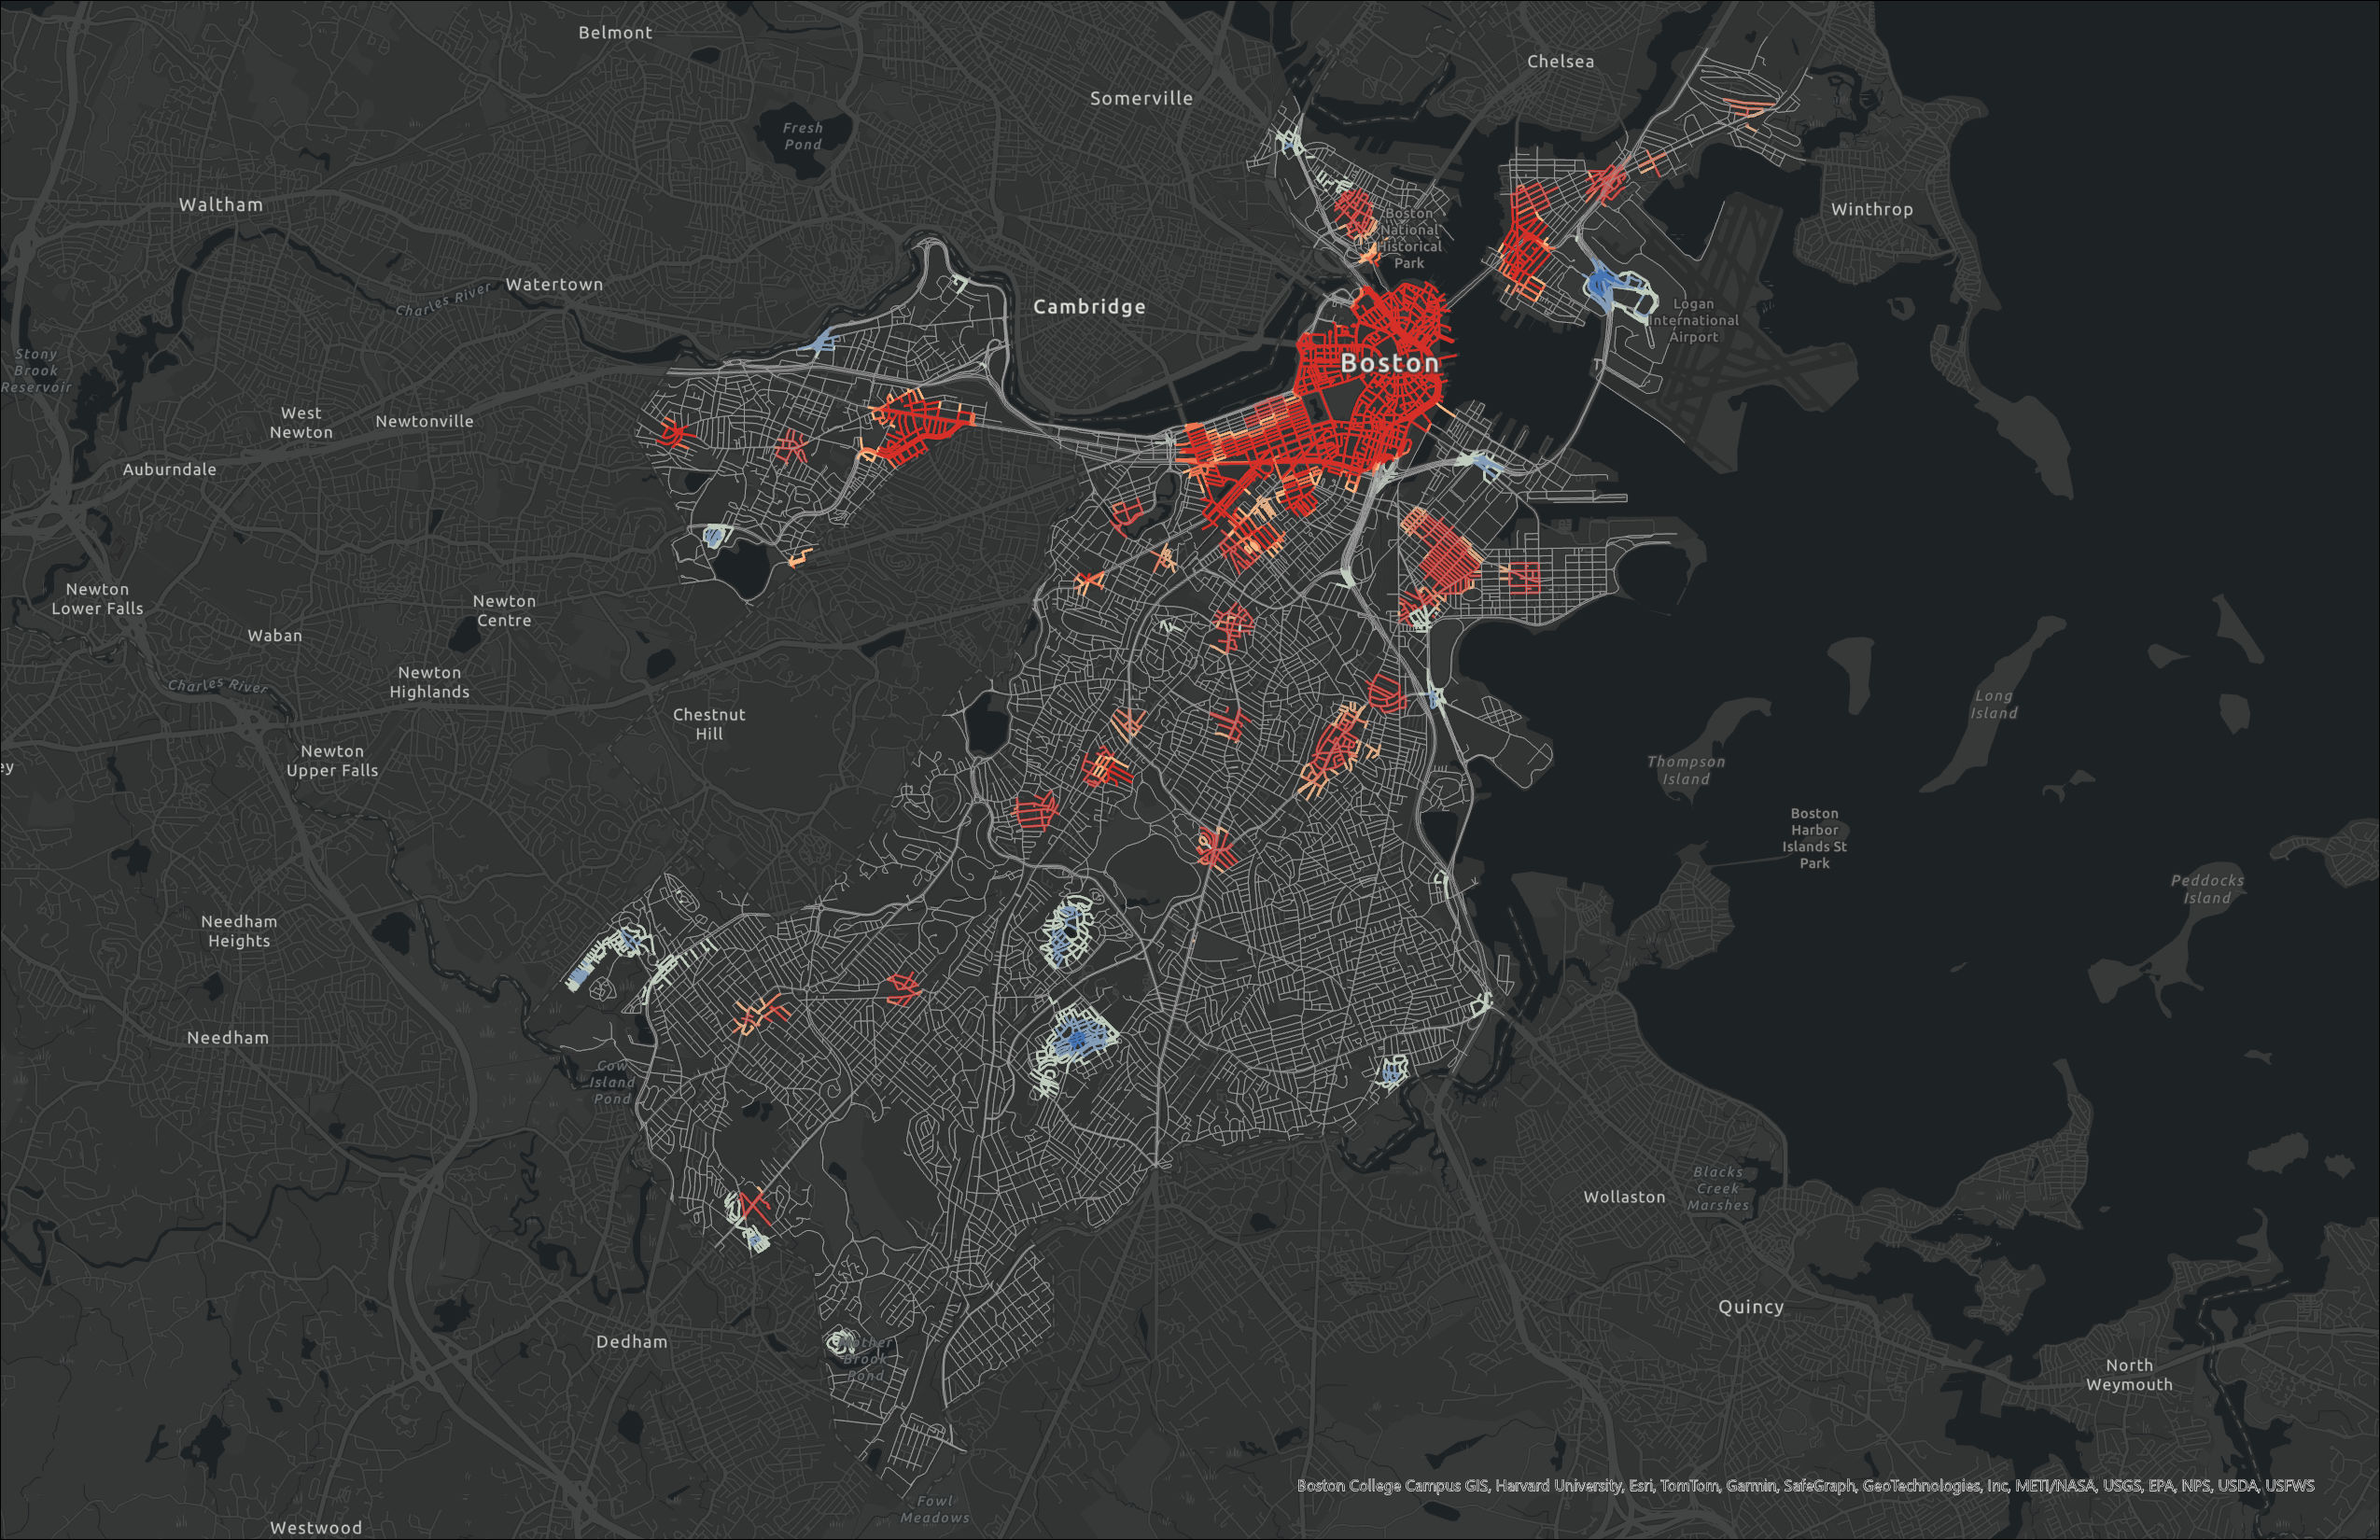 Belmont
Chelsea
Somerville
Fresh
Pond
Waltham
Winthrop
Boston
National
Historical
Park
Watertown
Charles River
Cambridge
Logan
International
Airport
Stony
Brook
Reservoir
Boston
West
Newton
Newtonville
Auburndale
Newton
Lower Falls
Newton
Centre
Waban
Newton
Highlands
Charles River
Long
Island
Chestnut
Hill
Newton
Upper Falls
ey
Thompson
Island
Boston
Harbor
Islands St
Park
Peddocks
Island
Needham
Heights
Needham
Cow
Island
Pond
Blacks
Creek
Marshes
Wollaston
Quincy
Dedham
Mother
Brook
Pond
North
Weymouth
Boston College Campus GIS, Harvard University, Esri, TomTom, Garmin, SafeGraph, GeoTechnologies, Inc, METI/NASA, USGS, EPA, NPS, USDA, USFWS
Fowl
Meadows
Westwood